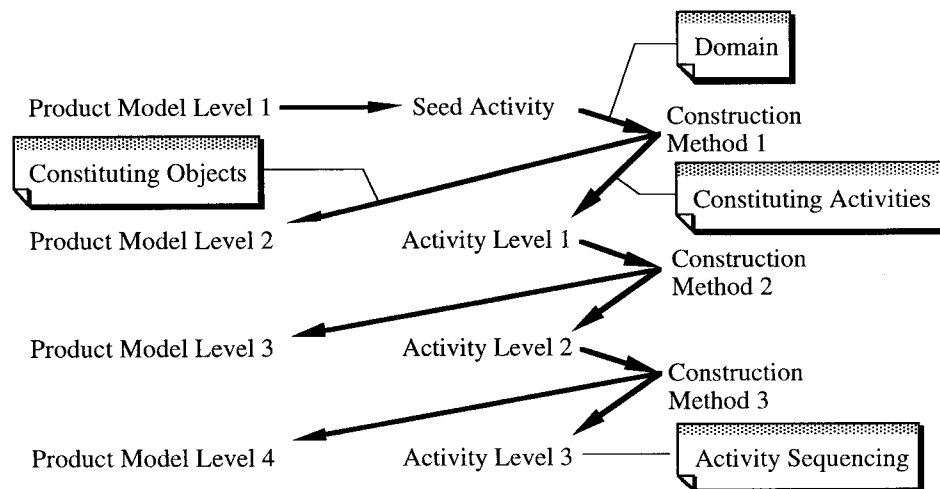 Domain
Product Model Level 1
Seed Activity
Construction
Method 1
Constituting Objects
Constituting Activities
Product Model Level 2
Activity Level 1
Construction
Method 2
Product Model Level 3
Activity Level 2
Construction
Method 3
Product Model Level 4
Activity Level 3
Activity Sequencing